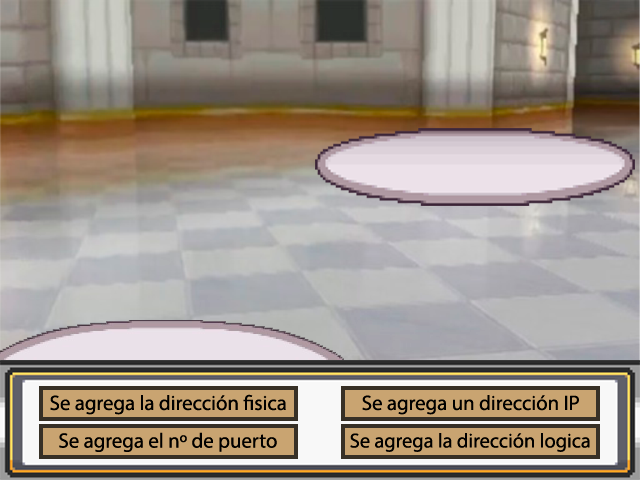 Se agrega la dirección fisica
Se agrega un dirección IP
Se agrega el nº de puerto
Se agrega la dirección logica